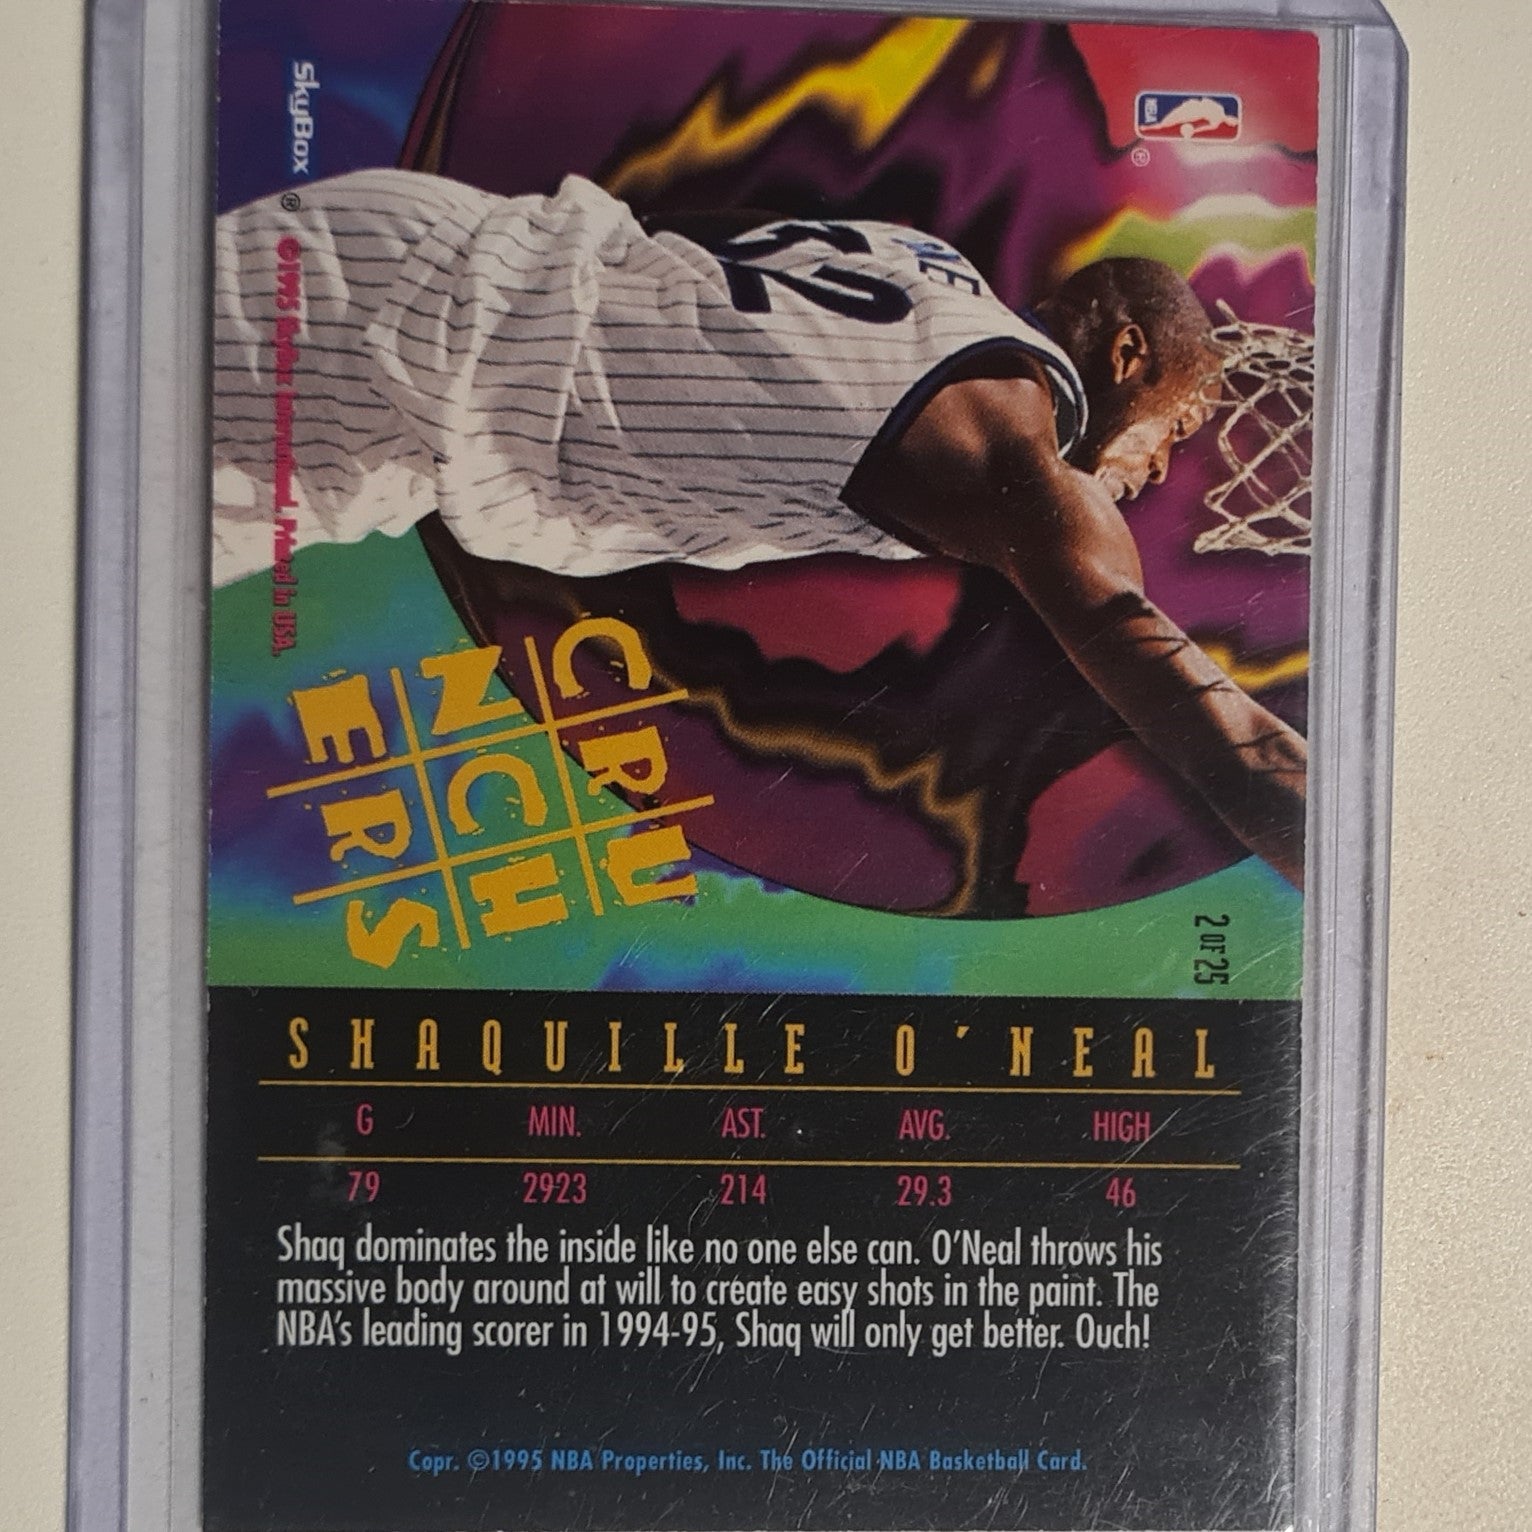 SkyBox ®
©1995 SkyBox International. Printed in USA.
NBA
®
NE
32
CRU
NCH
ERS
2 OF 25
SHAQUILLE O'NEAL
G MIN. AST. AVG. HIGH
79 2923 214 29.3 46
Shaq dominates the inside like no one else can. O'Neal throws his
massive body around at will to create easy shots in the paint. The
NBA's leading scorer in 1994-95, Shaq will only get better. Ouch!
Copr. ©1995 NBA Properties, Inc. The Official NBA Basketball Card.